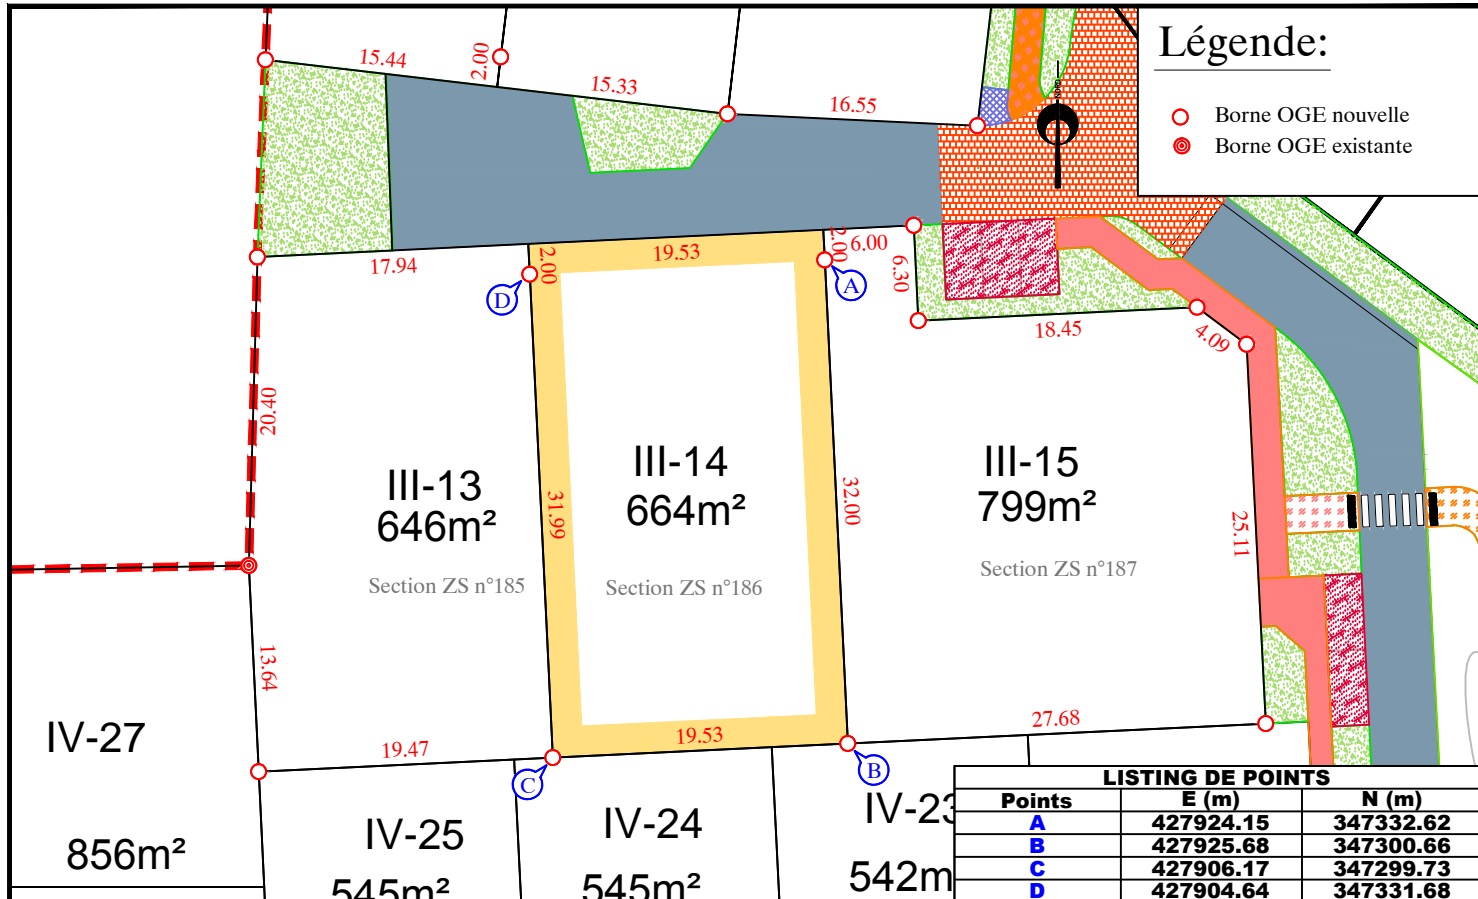 Légende:
Borne OGE nouvelle
Borne OGE existante
15.44
2.00
15.33
16.55
17.94
2.00
19.53
2.00
6.00
6.30
18.45
4.09
D
A
20.40
31.99
32.00
25.11
III-13
646m²
Section ZS n°185
III-14
664m²
Section ZS n°186
III-15
799m²
Section ZS n°187
13.64
19.47
19.53
27.68
C
B
IV-27
856m²
IV-25
545m²
IV-24
545m²
IV-23
542m
LISTING DE POINTS
Points E (m) N (m)
A 427924.15 347332.62
B 427925.68 347300.66
C 427906.17 347299.73
D 427904.64 347331.68